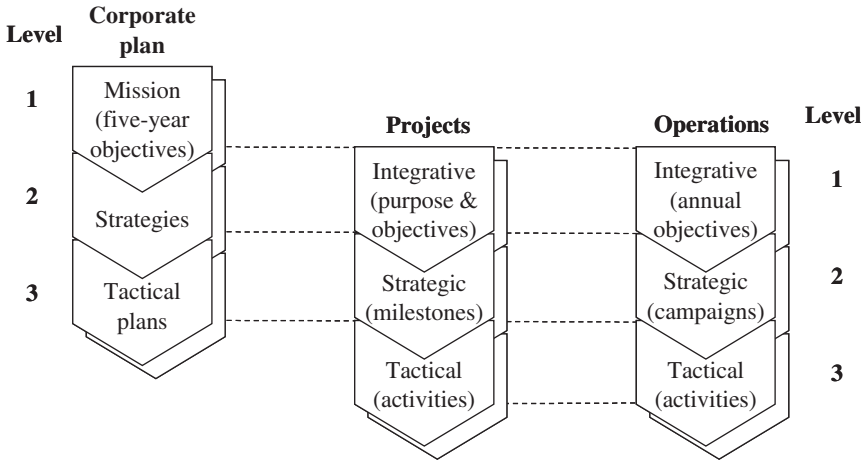 Level
Corporate
plan
1
Mission
(five-year
objectives)
2
Strategies
3
Tactical
plans
Projects
Integrative
(purpose &
objectives)
Strategic
(milestones)
Tactical
(activities)
Operations
Integrative
(annual
objectives)
Strategic
(campaigns)
Tactical
(activities)
Level
1
2
3